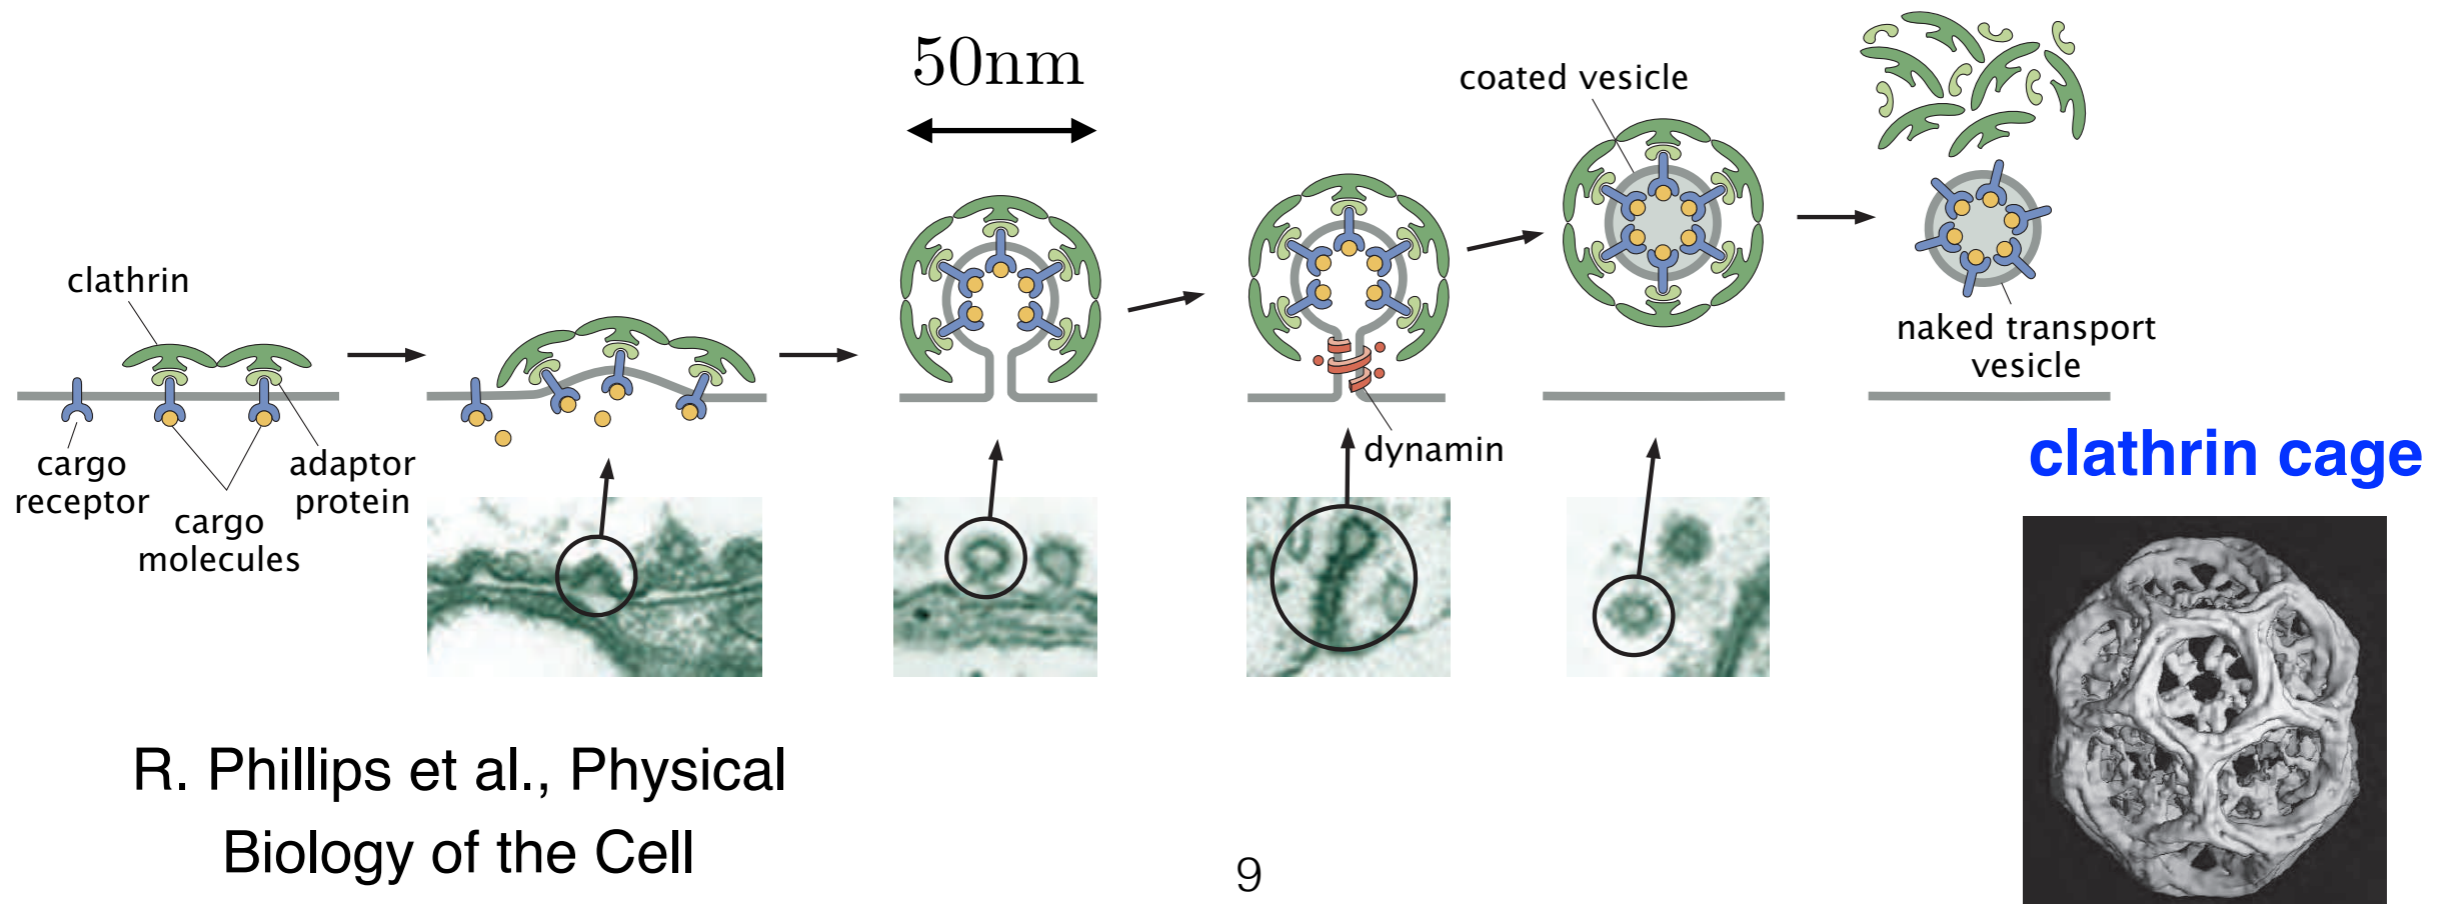 50nm
coated vesicle
clathrin
naked transport
vesicle
cargo
receptor
cargo
molecules
adaptor
protein
dynamin
clathrin cage
R. Phillips et al., Physical
Biology of the Cell
9